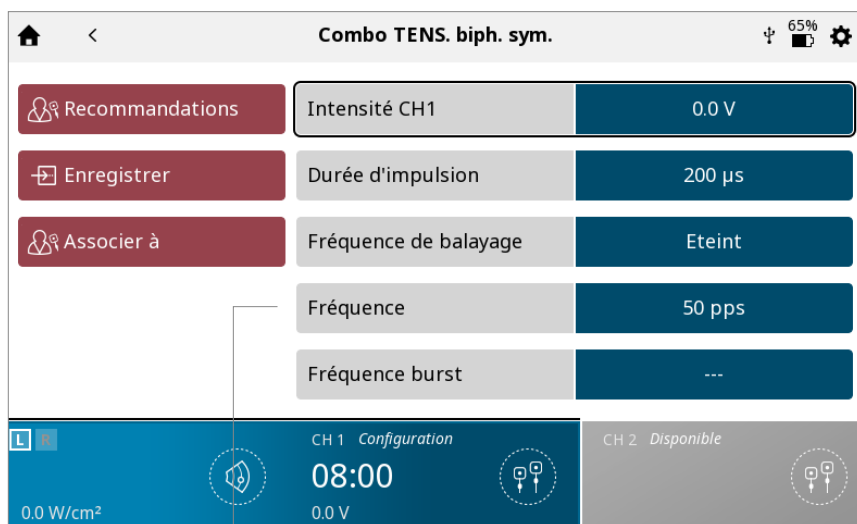 Combo TENS. biph. sym.
65%
Recommandations
Intensité CH1
0.0 V
Enregistrer
Durée d'impulsion
200 µs
Associer à
Fréquence de balayage
Eteint
Fréquence
50 pps
Fréquence burst
---
L R
CH 1 Configuration
CH 2 Disponible
08:00
0.0 W/cm²
0.0 V